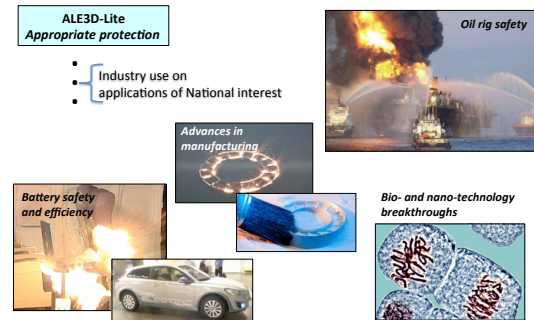 ALE3D-Lite
Appropriate protection
Oil rig safety
Industry use on
applications of National interest
Advances in
manufacturing
Battery safety
and efficiency
Bio- and nano-technology
breakthroughs
ELECTRIC